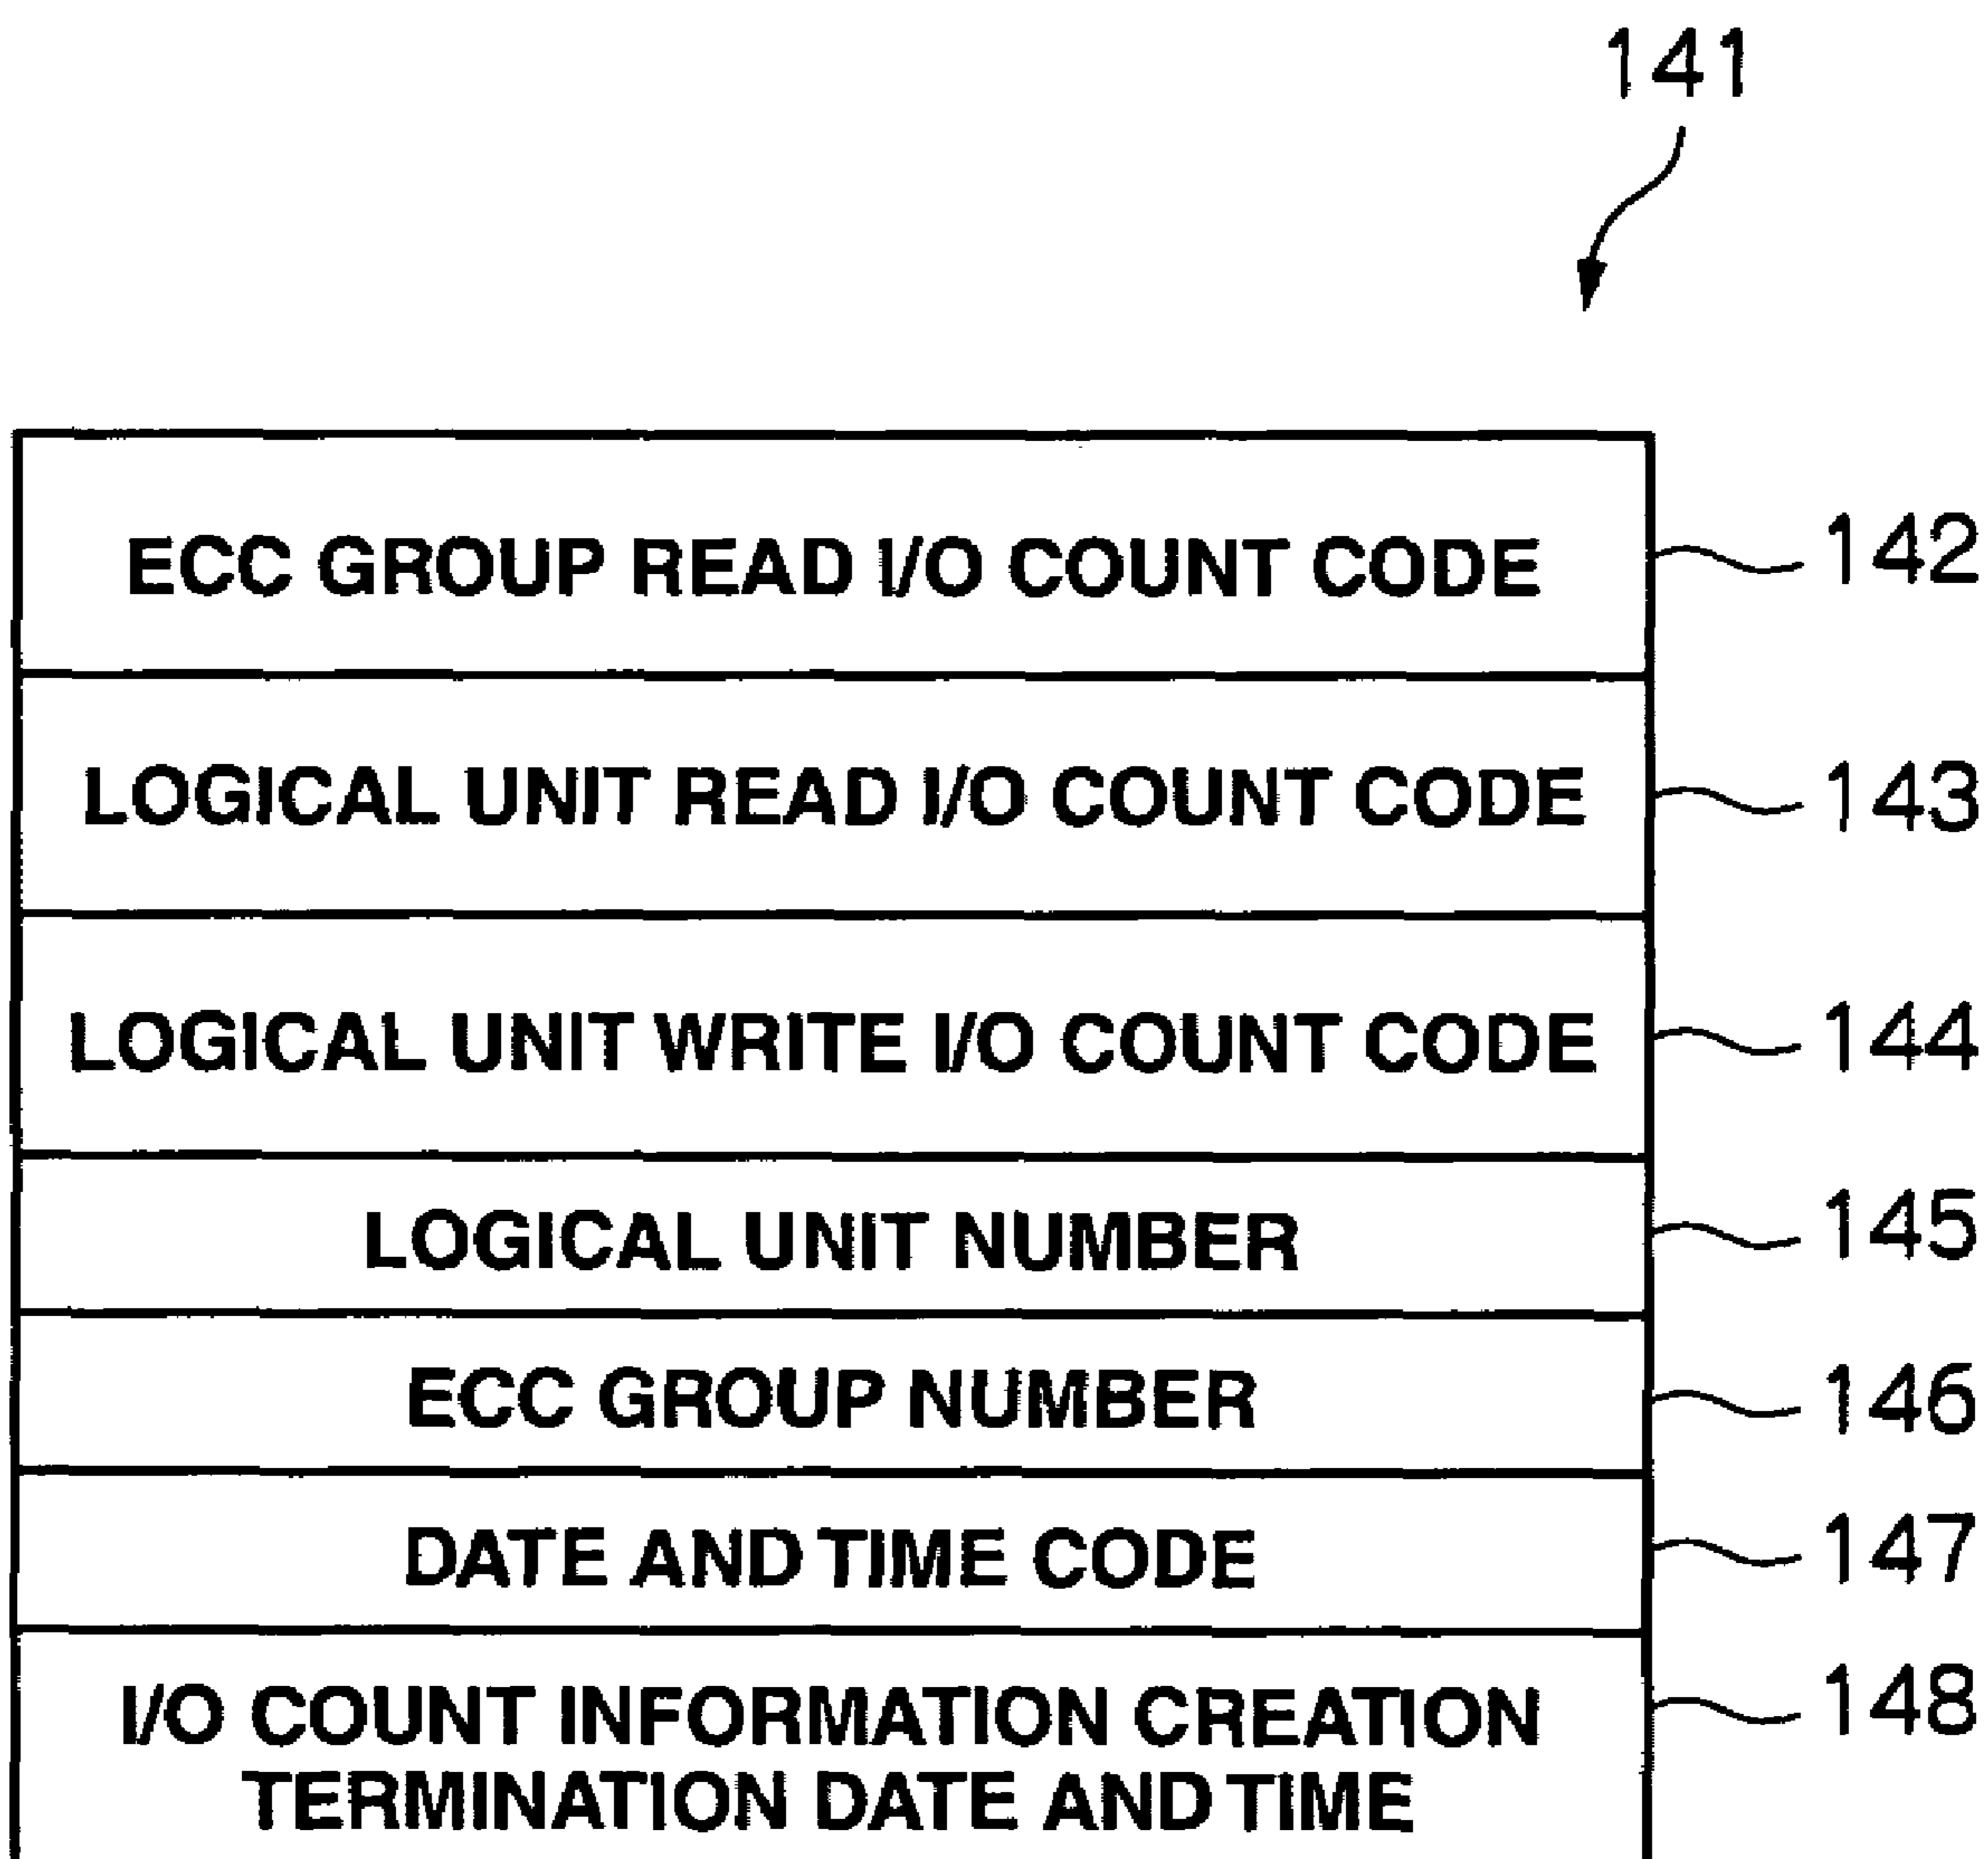 141
ECC GROUP READ I/O COUNT CODE 142
LOGICAL UNIT READ I/O COUNT CODE 143
LOGICAL UNIT WRITE I/O COUNT CODE 144
LOGICAL UNIT NUMBER 145
ECC GROUP NUMBER 146
DATE AND TIME CODE 147
I/O COUNT INFORMATION CREATION 148
TERMINATION DATE AND TIME